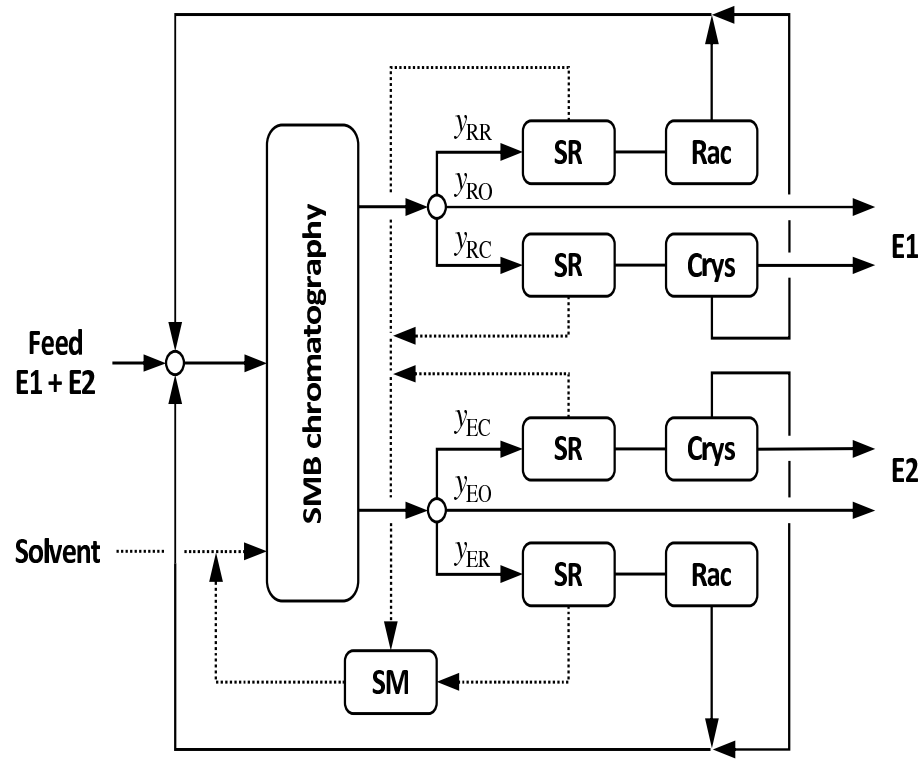 y_RR
SR
Rac
y_RO
E1
y_RC
SR
Crys
SMB chromatography
Feed
E1 + E2
y_EC
SR
Crys
y_EO
E2
Solvent
y_ER
SR
Rac
SM